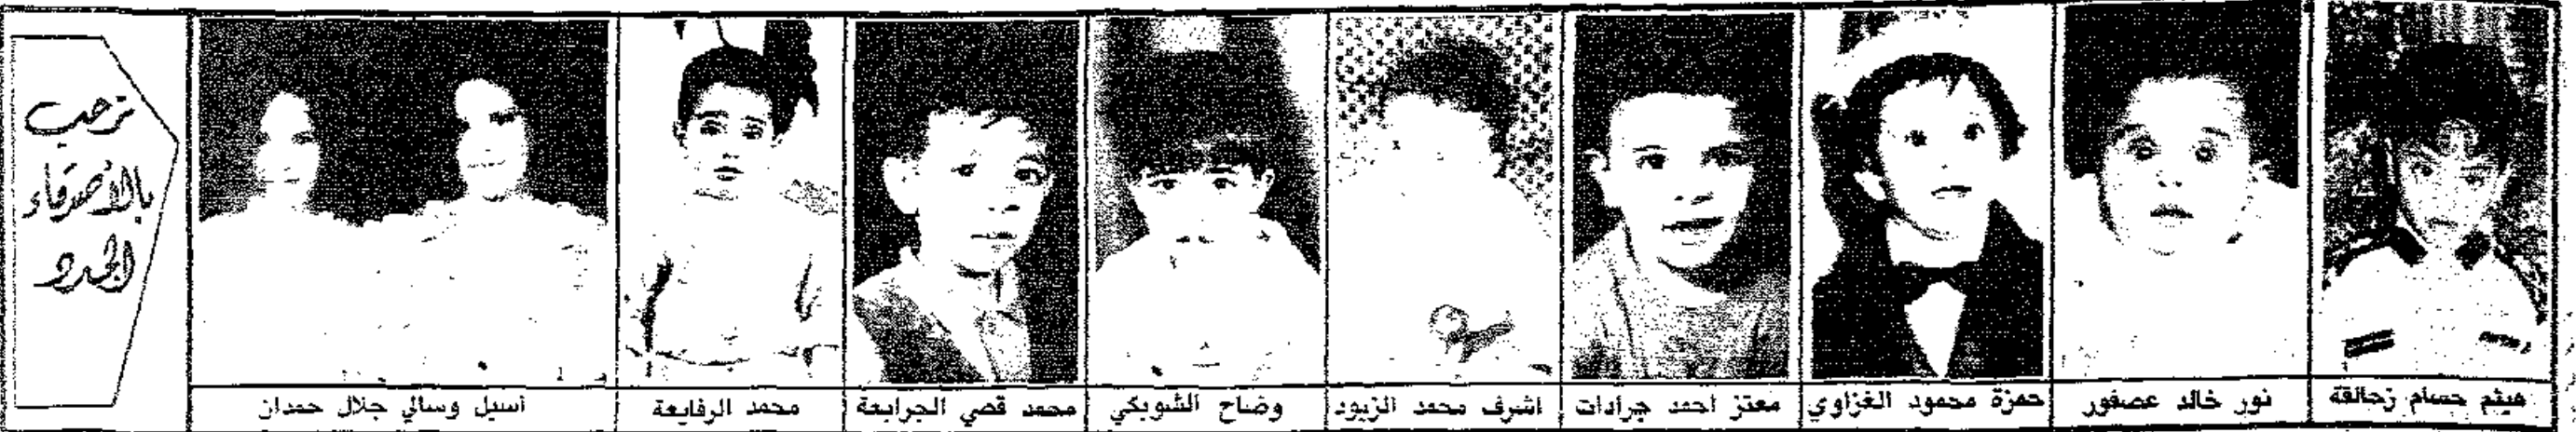 هيثم حسام زحالقة
نور خالد عصفور
حمزة محمود الغزاوي
معتز احمد جرادات
اشرف محمد الزيود
وضاح الشويكي
محمد قصي الجرابعة
محمد الرفايعة
أسيل وسالي جلال حمدان
نرحب
بالأصدقاء
الجدد